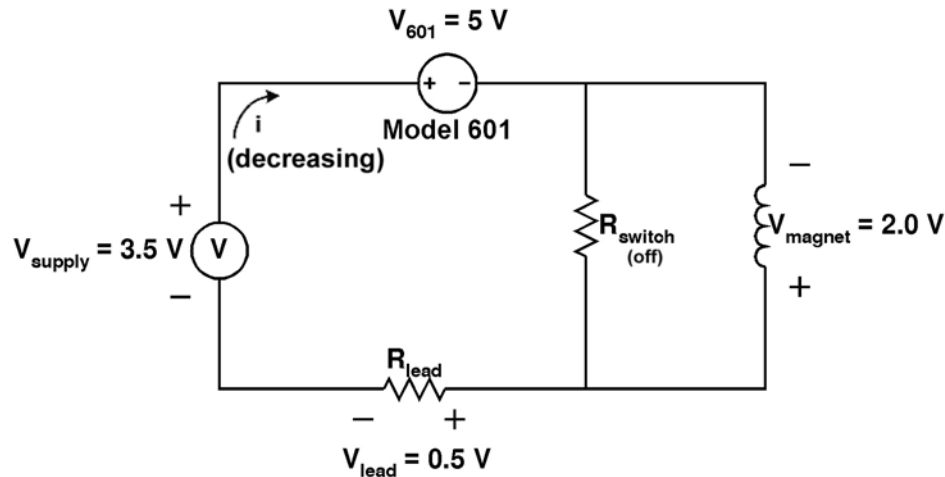 V601 = 5 V
+ −
Model 601
i
(decreasing)
+
Vsupply = 3.5 V
V
−
Rswitch
(off)
−
Vmagnet = 2.0 V
+
Rlead
− +
Vlead = 0.5 V